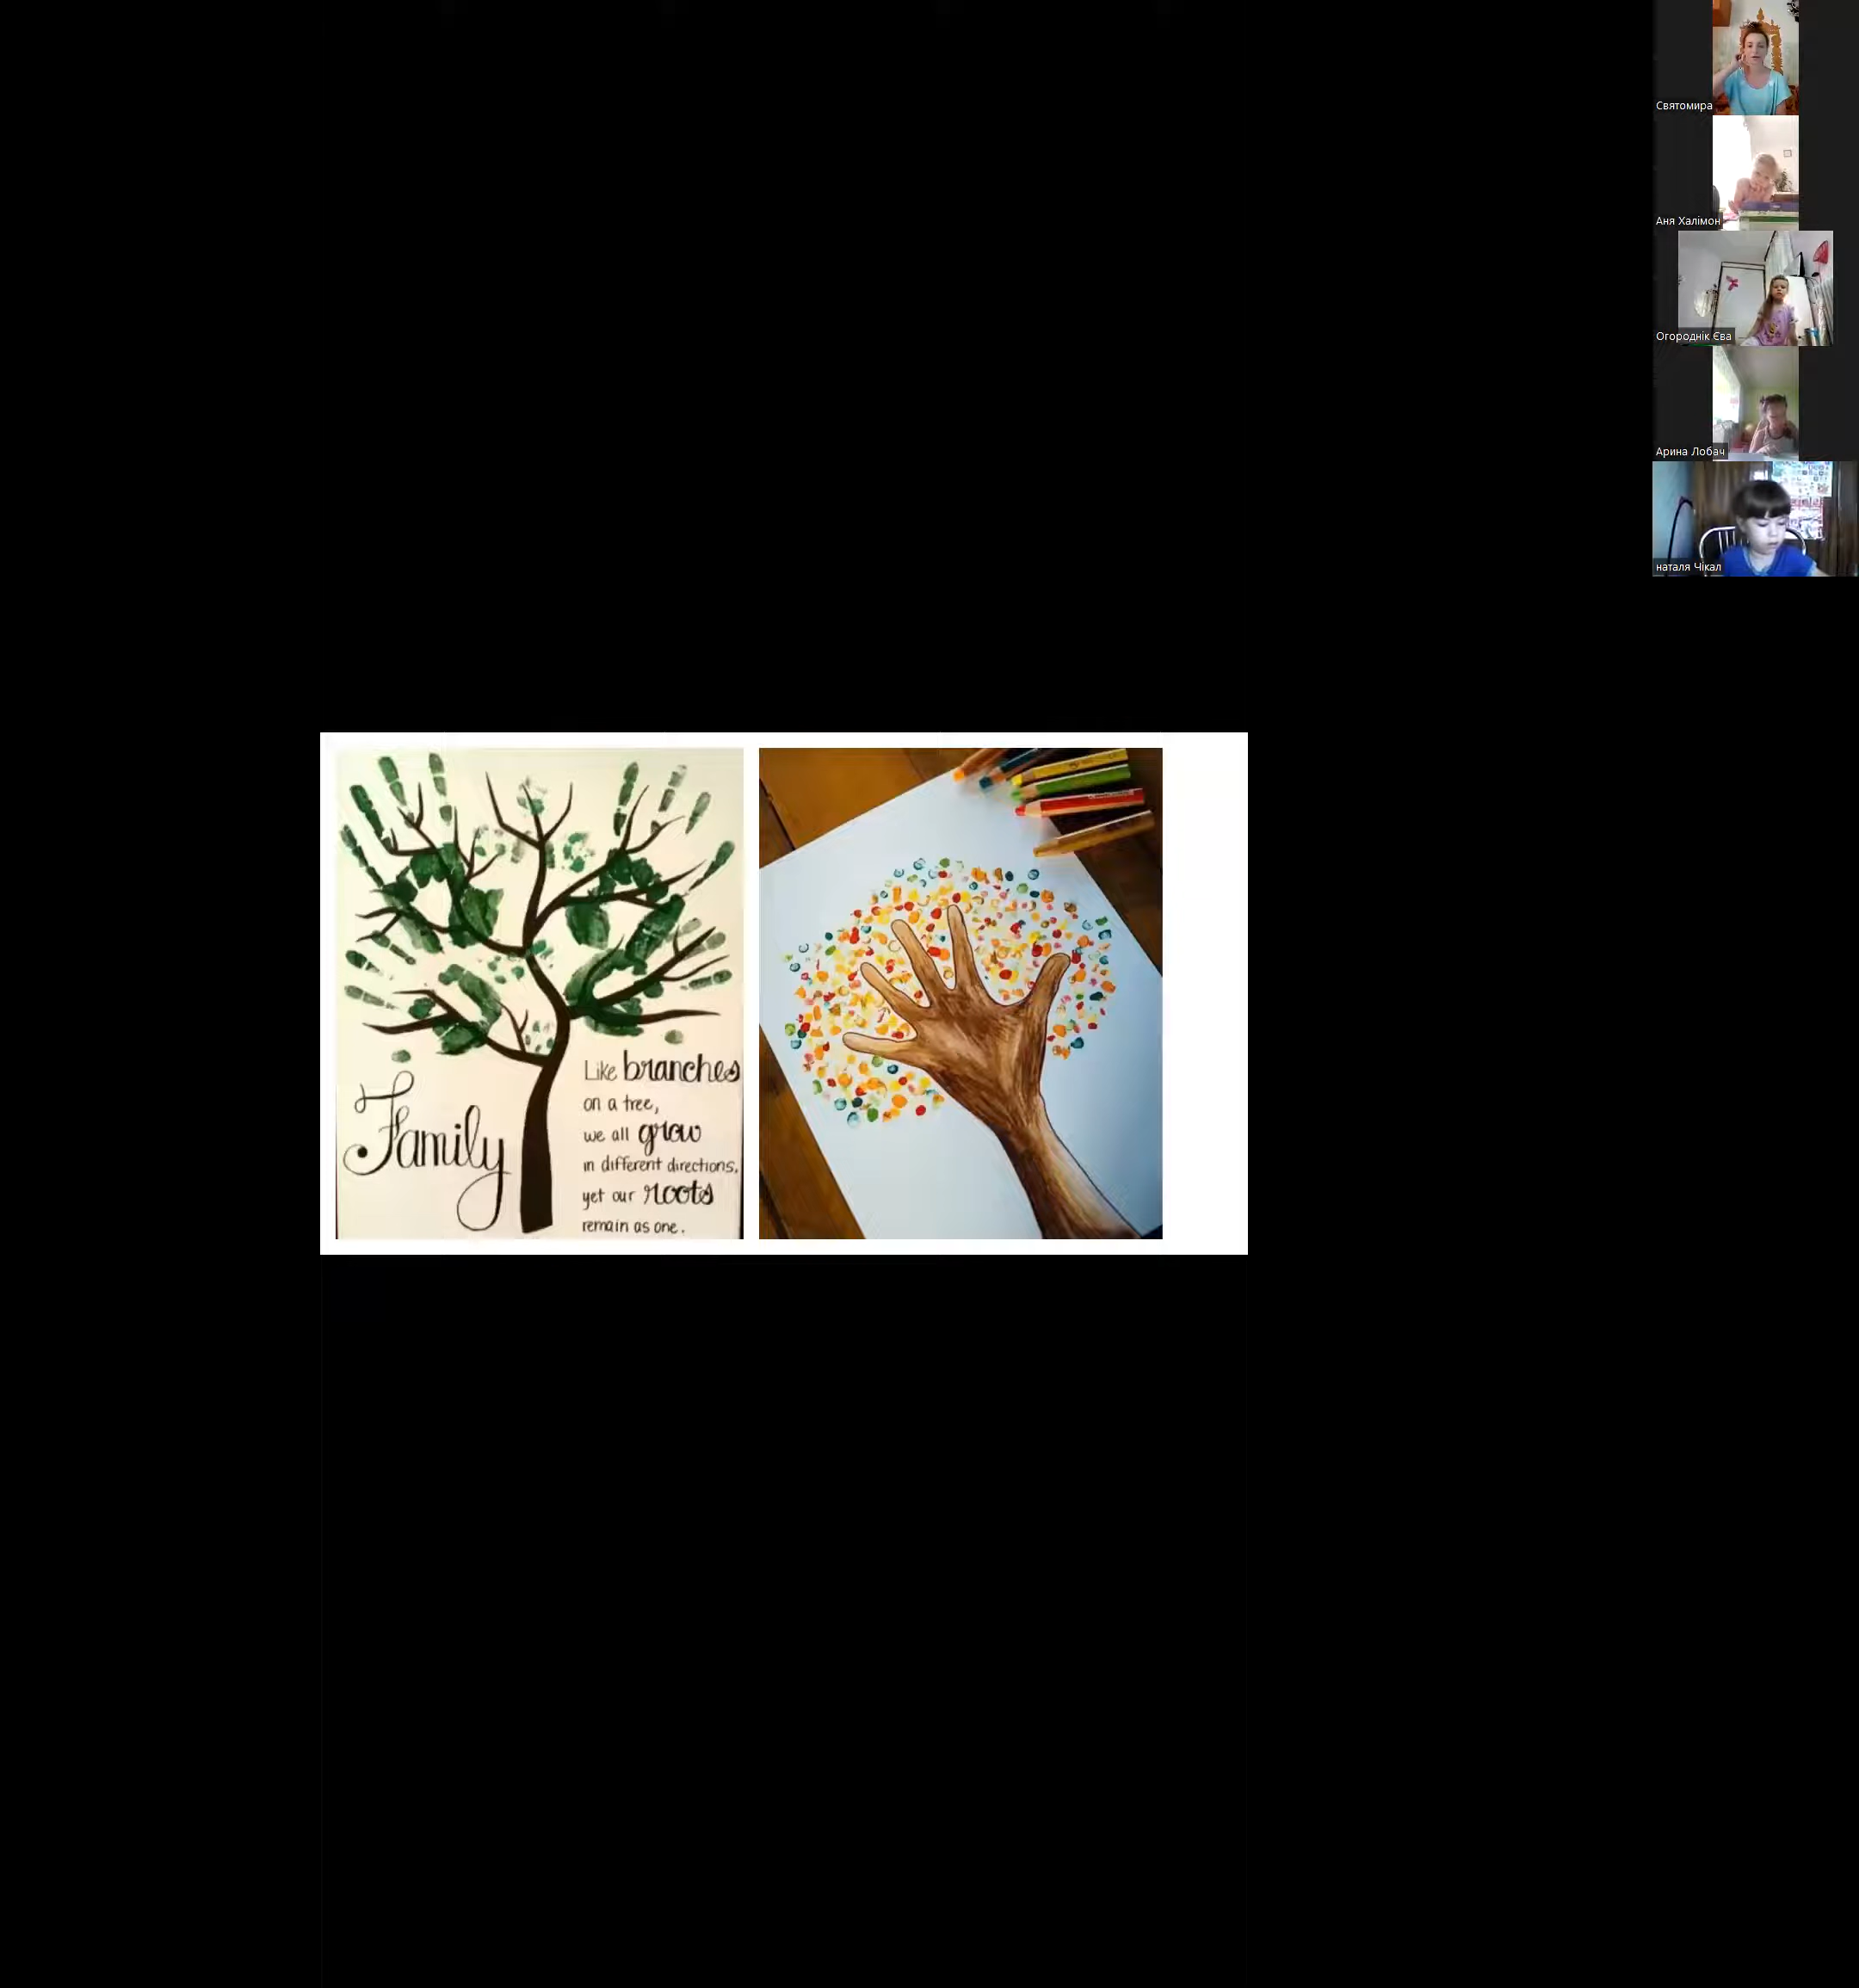 Святомира
Аня Халімон
Огороднік Єва
Арина Лобач
наталя Чікал
Family
Like branches
on a tree,
we all grow
in different directions,
yet our roots
remain as one.